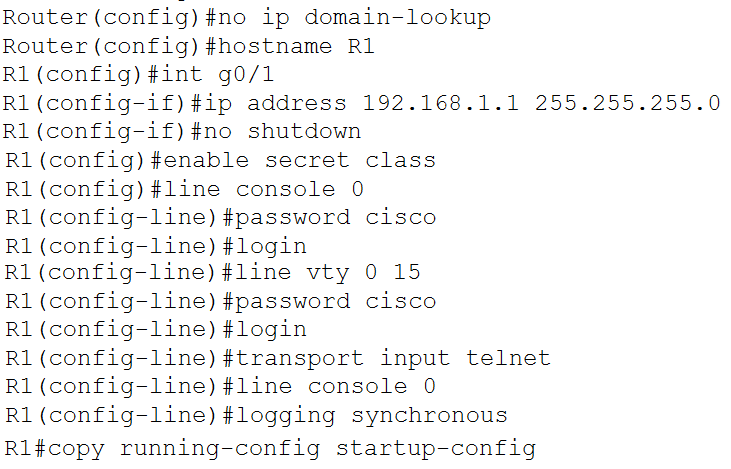 Router(config)#no ip domain-lookup
Router(config)#hostname R1
R1(config)#int g0/1
R1(config-if)#ip address 192.168.1.1 255.255.255.0
R1(config-if)#no shutdown
R1(config)#enable secret class
R1(config)#line console 0
R1(config-line)#password cisco
R1(config-line)#login
R1(config-line)#line vty 0 15
R1(config-line)#password cisco
R1(config-line)#login
R1(config-line)#transport input telnet
R1(config-line)#line console 0
R1(config-line)#logging synchronous
R1#copy running-config startup-config